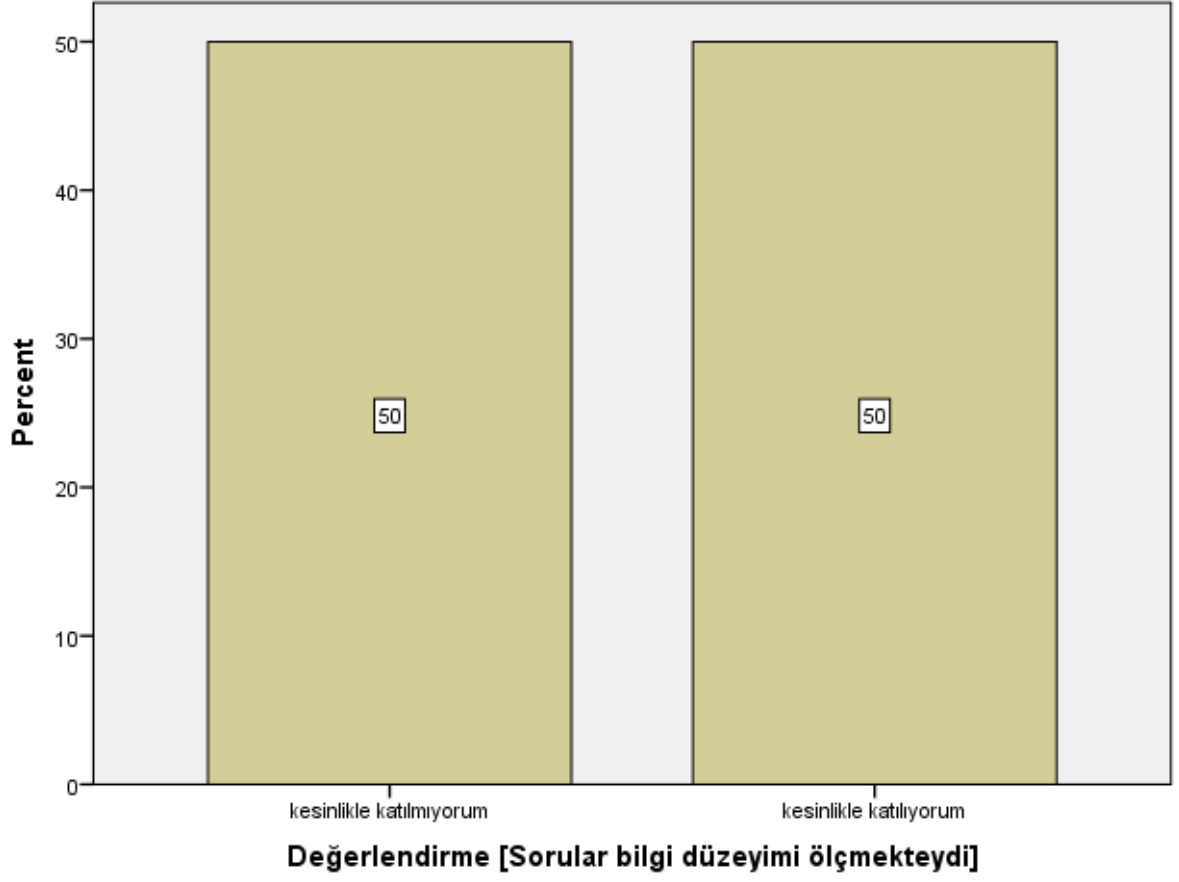 50
40
30
20
10
0
Percent
50
50
kesinlikle katılmıyorum
kesinlikle katılıyorum
Değerlendirme [Sorular bilgi düzeyimi ölçmekteydi]